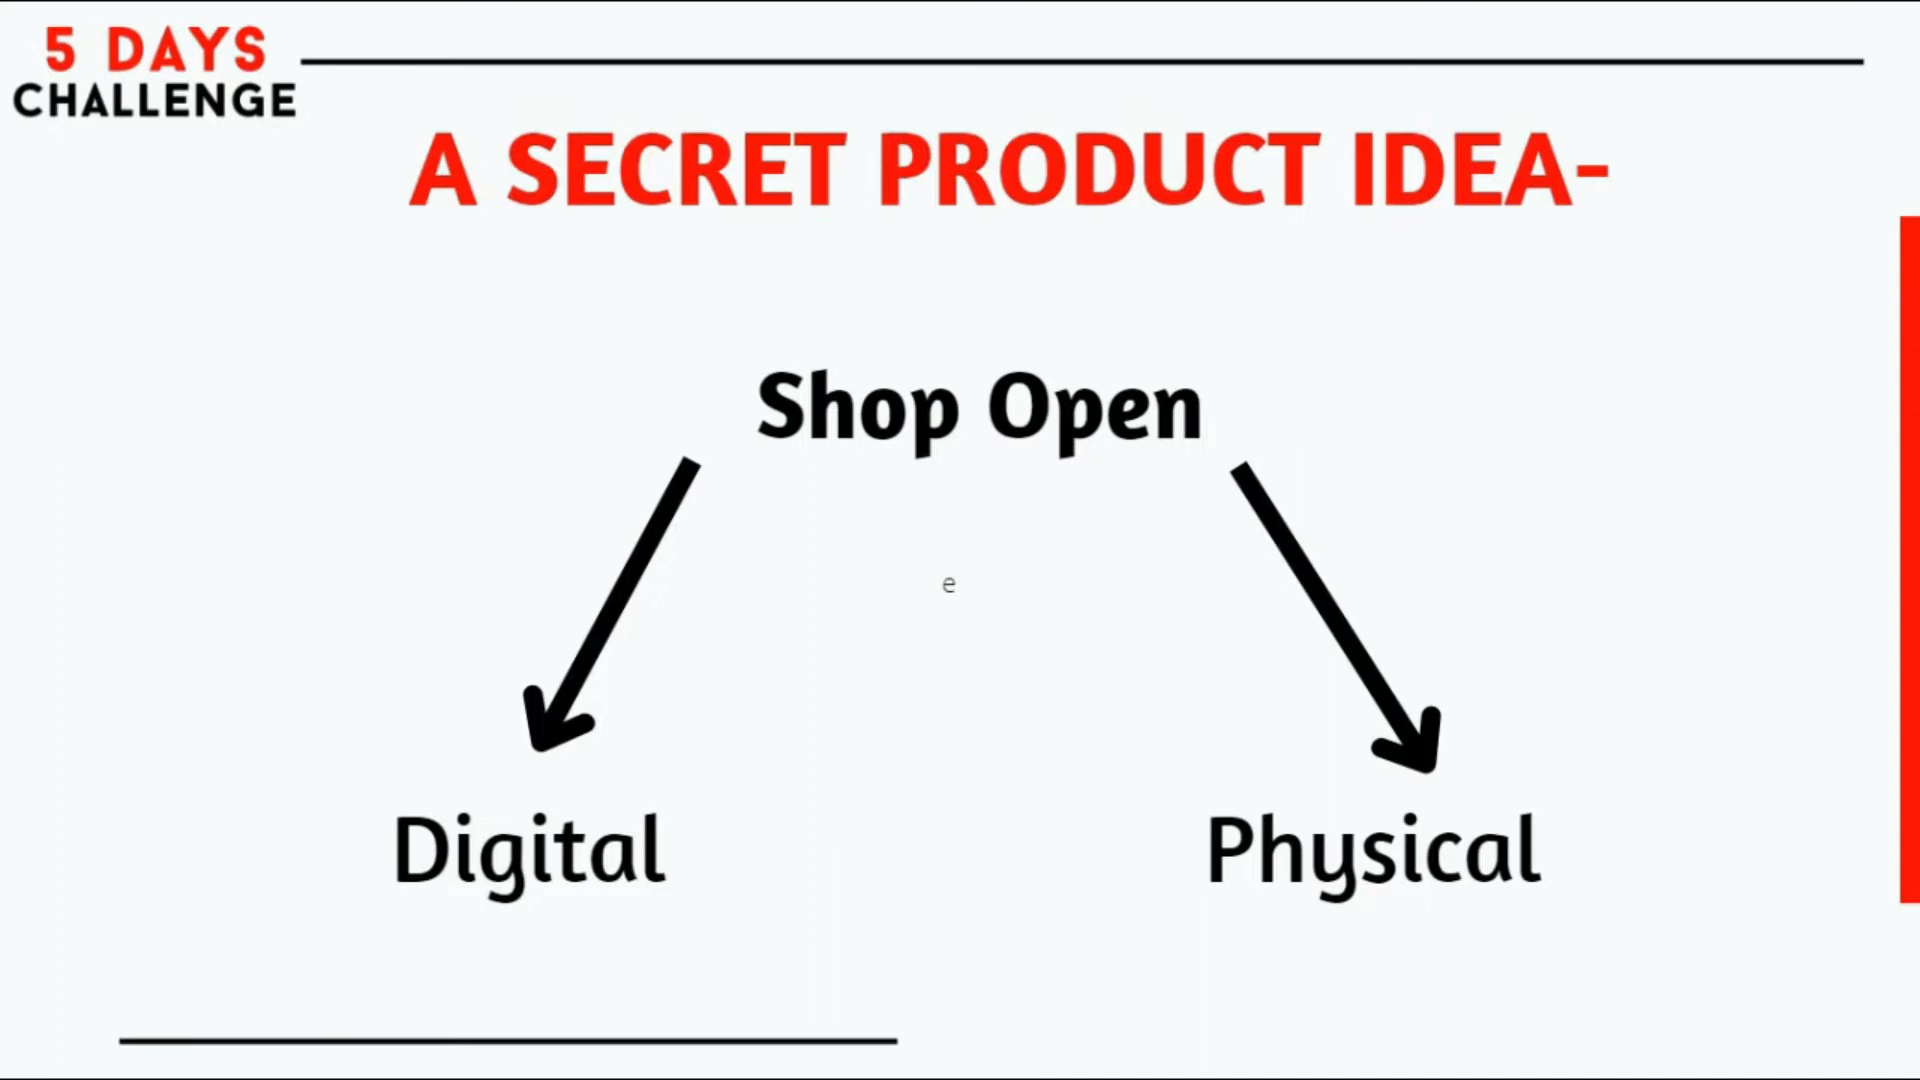 5 DAYS
CHALLENGE
A SECRET PRODUCT IDEA-
Shop Open
e
Digital
Physical